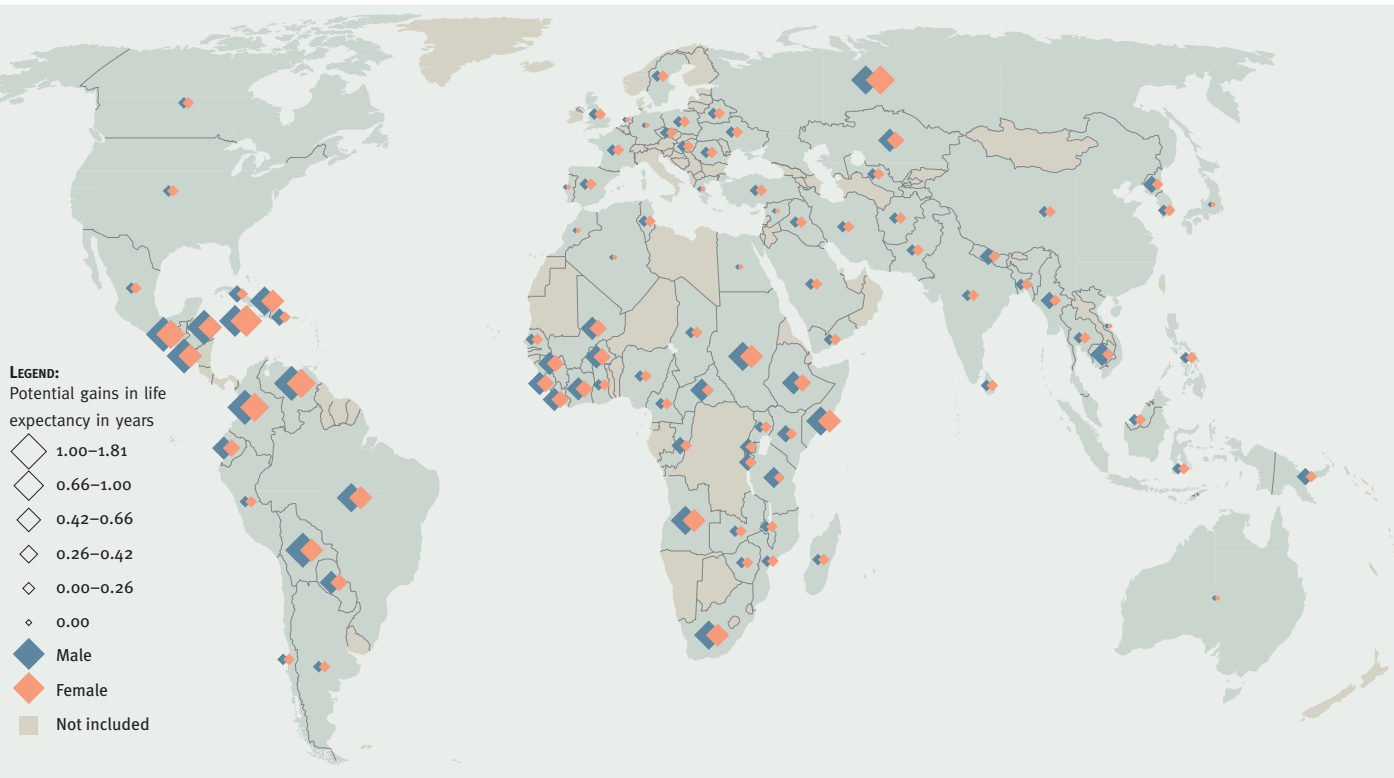 LEGEND:
Potential gains in life
expectancy in years
1.00–1.81
0.66–1.00
0.42–0.66
0.26–0.42
0.00–0.26
0.00
Male
Female
Not included